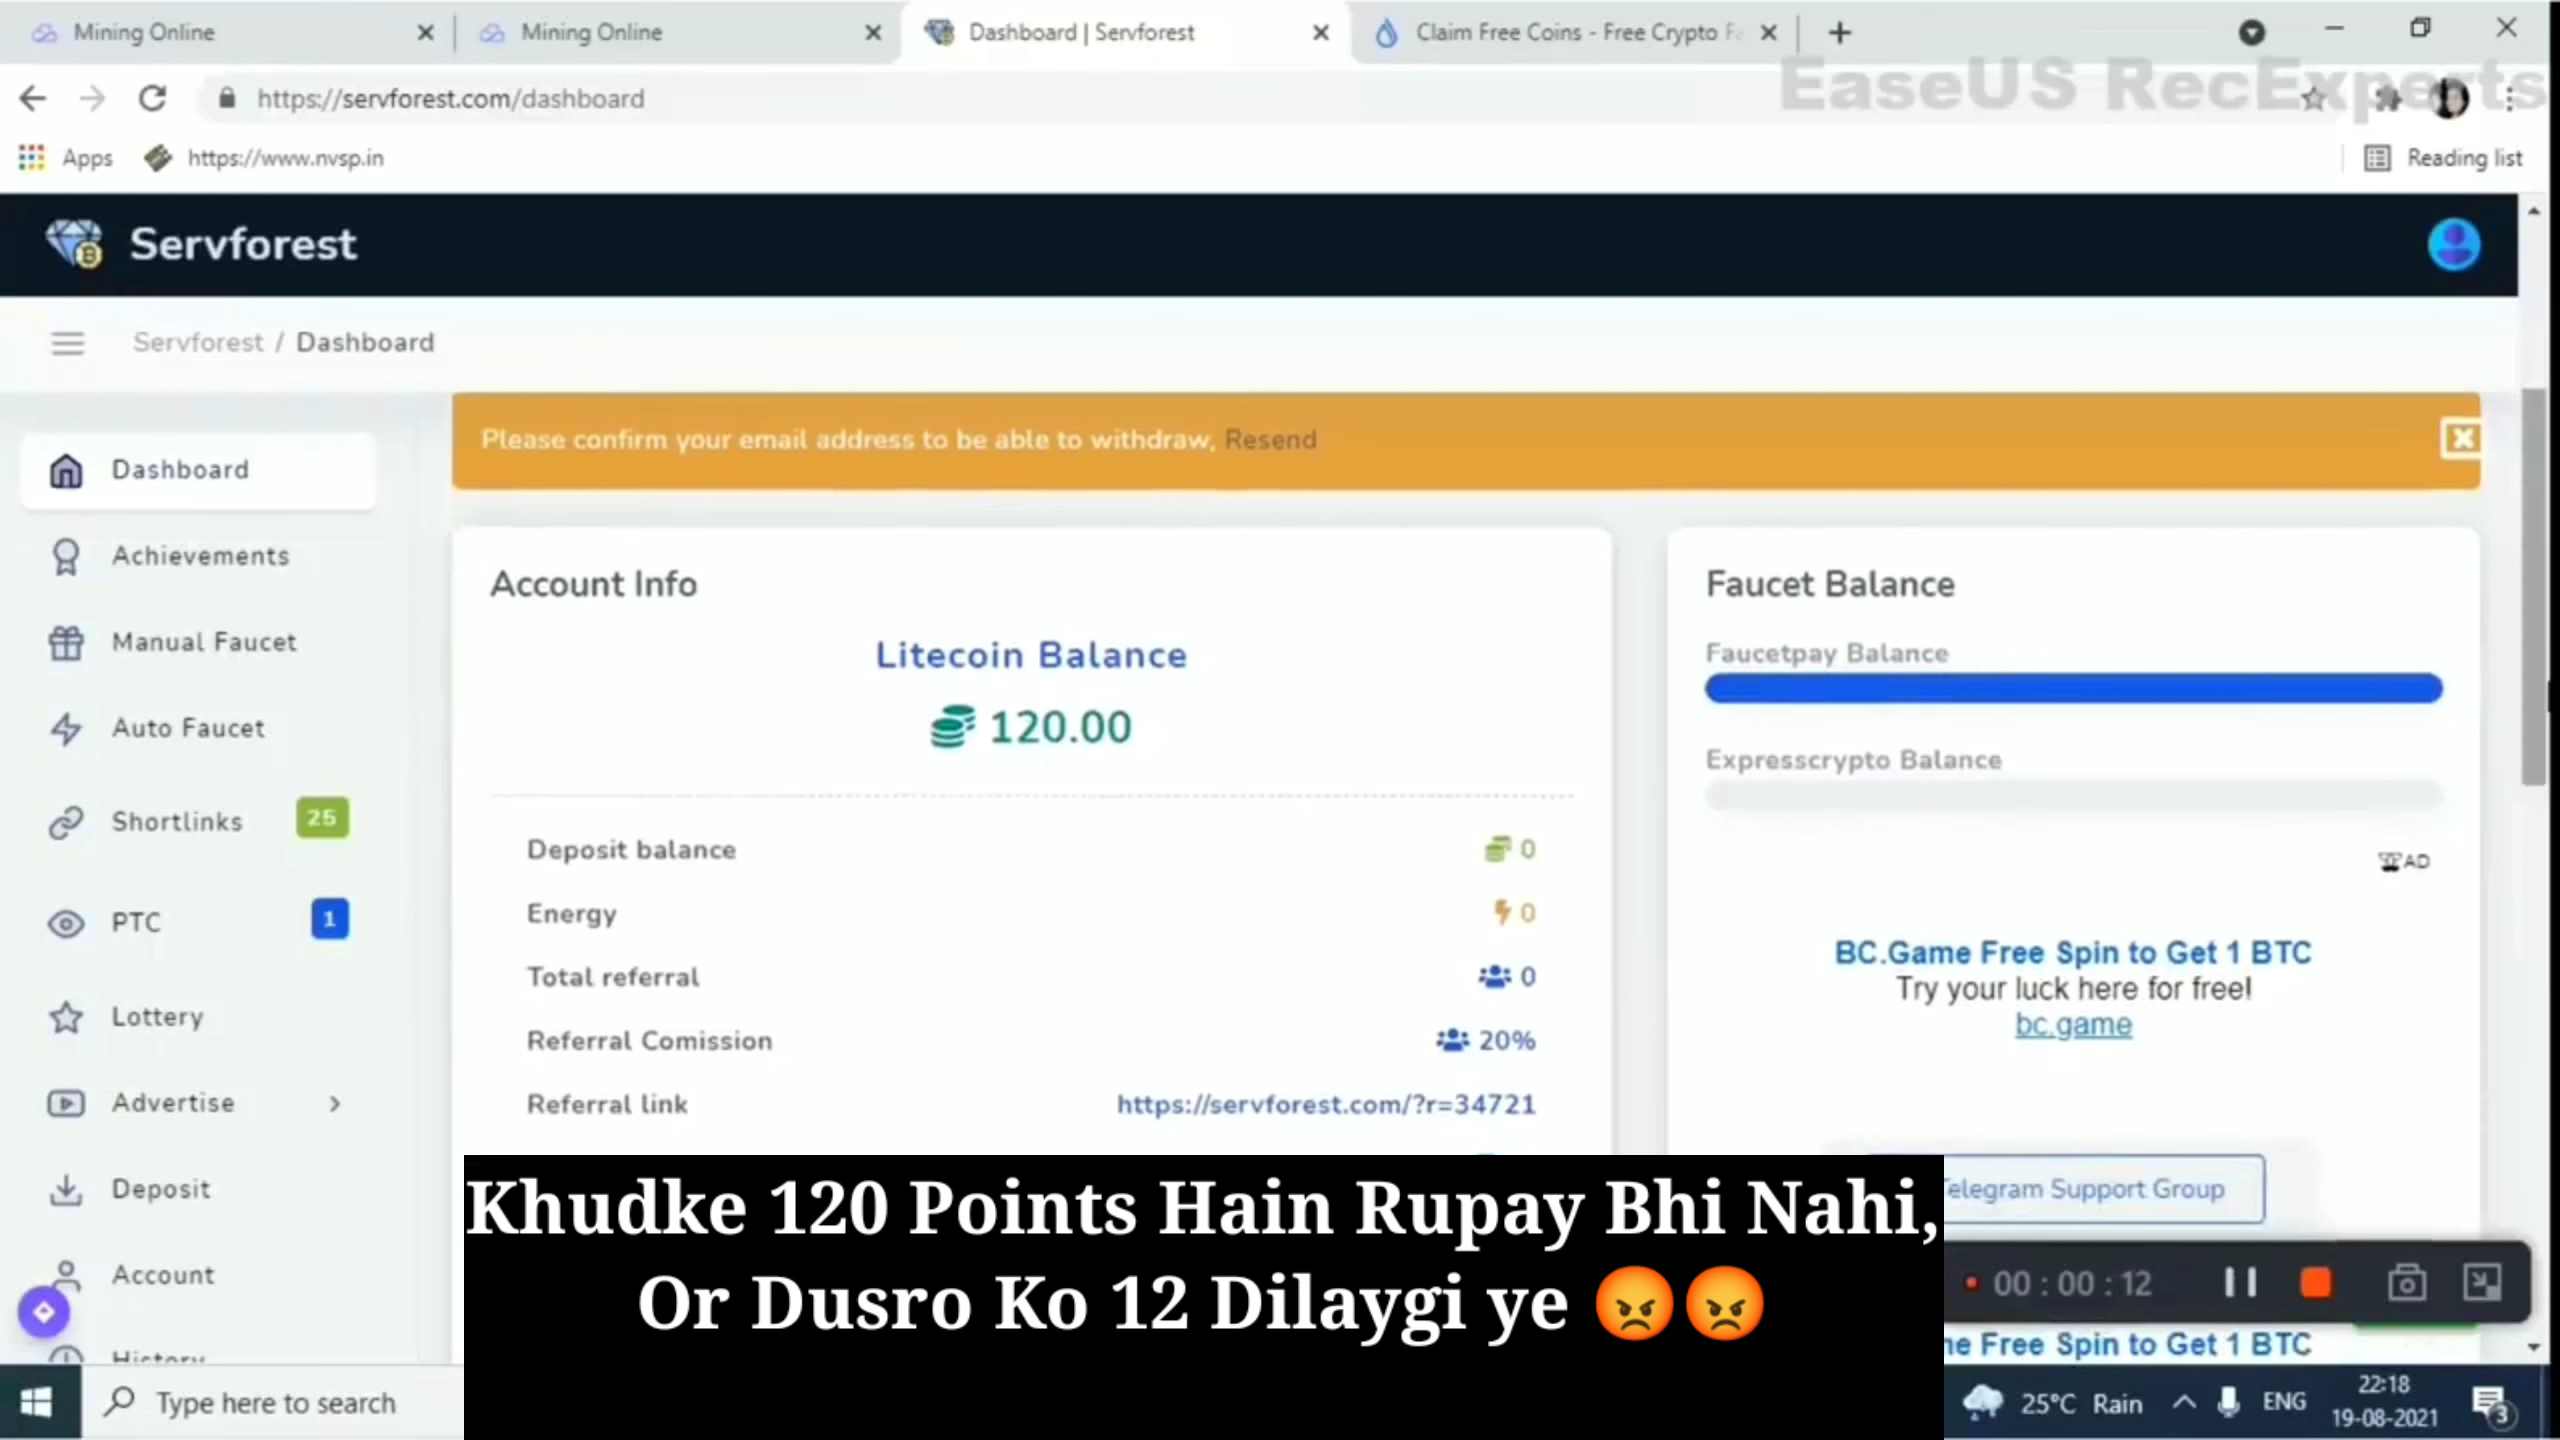 Mining Online
Mining Online
Dashboard | Servforest
Claim Free Coins - Free Crypto F
https://servforest.com/dashboard
EaseUS RecExperts
Apps
https://www.nvsp.in
Reading list
Servforest
Servforest / Dashboard
Please confirm your email address to be able to withdraw, Resend
Dashboard
Achievements
Manual Faucet
Auto Faucet
Shortlinks 25
PTC 1
Lottery
Advertise
Deposit
Account
History
Account Info
Litecoin Balance
120.00
Deposit balance 0
Energy 0
Total referral 0
Referral Comission 20%
Referral link https://servforest.com/?r=34721
Faucet Balance
Faucetpay Balance
Expresscrypto Balance
AD
BC.Game Free Spin to Get 1 BTC
Try your luck here for free!
bc.game
Telegram Support Group
Khudke 120 Points Hain Rupay Bhi Nahi,
Or Dusro Ko 12 Dilaygi ye 😡😡
00 : 00 : 12
Free Spin to Get 1 BTC
Type here to search
25°C Rain
ENG
22:18
19-08-2021
3